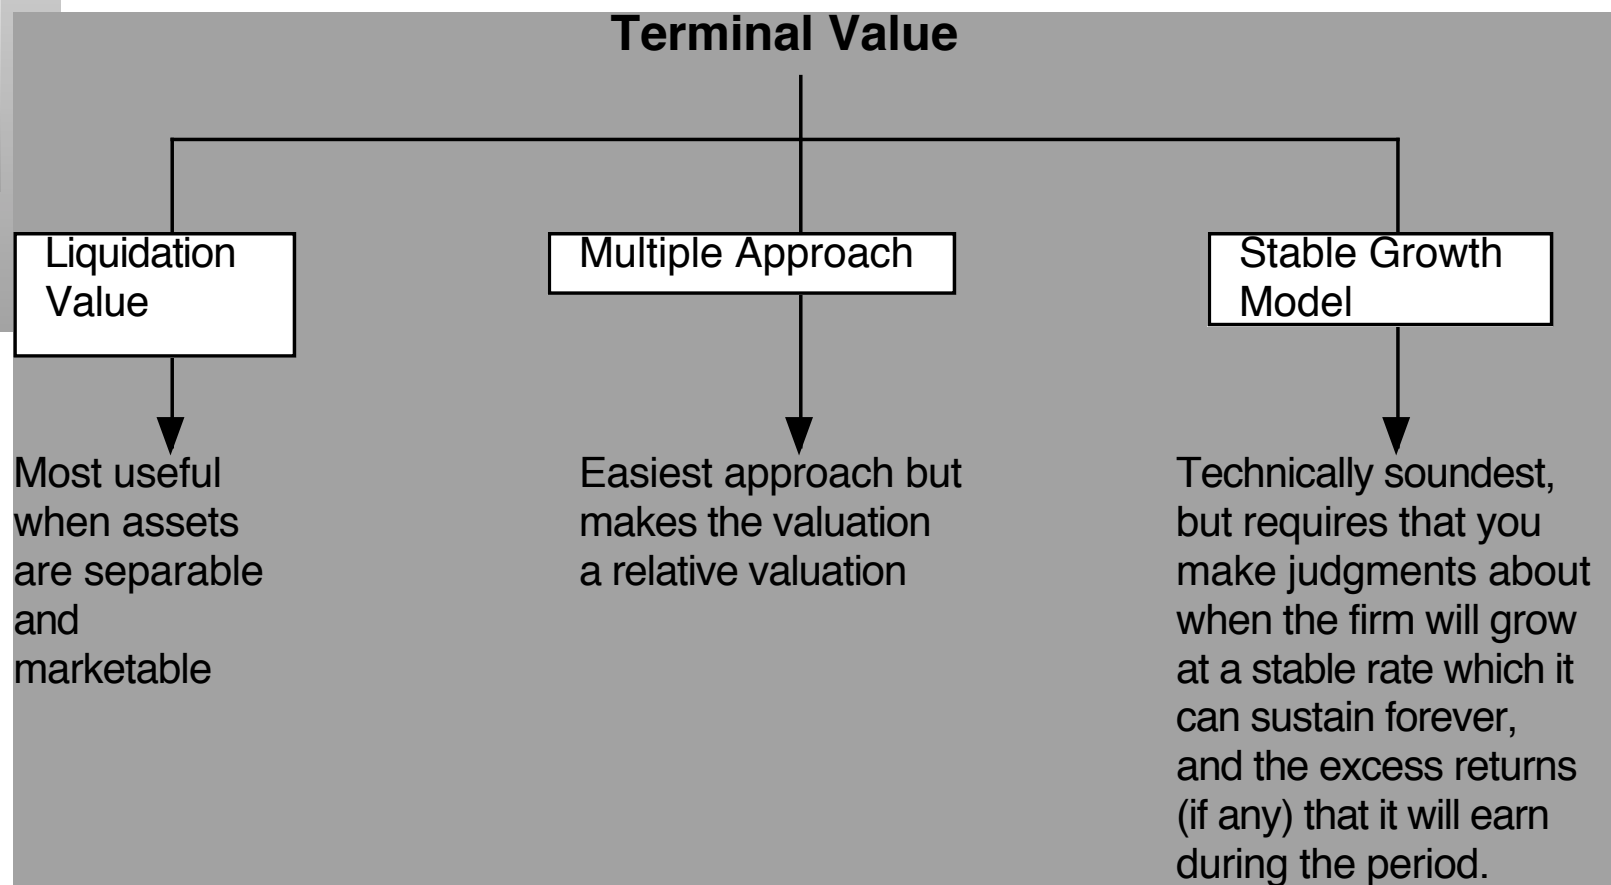 Terminal Value
Liquidation
Value
Multiple Approach
Stable Growth
Model
Most useful
when assets
are separable
and
marketable
Easiest approach but
makes the valuation
a relative valuation
Technically soundest,
but requires that you
make judgments about
when the firm will grow
at a stable rate which it
can sustain forever,
and the excess returns
(if any) that it will earn
during the period.